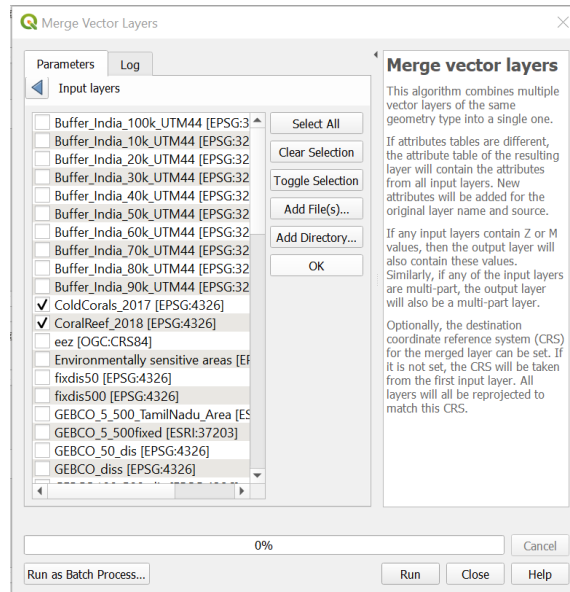 Merge Vector Layers
Parameters
Log
Input layers
Buffer_India_100k_UTM44 [EPSG:3
Buffer_India_10k_UTM44 [EPSG:32
Buffer_India_20k_UTM44 [EPSG:32
Buffer_India_30k_UTM44 [EPSG:32
Buffer_India_40k_UTM44 [EPSG:32
Buffer_India_50k_UTM44 [EPSG:32
Buffer_India_60k_UTM44 [EPSG:32
Buffer_India_70k_UTM44 [EPSG:32
Buffer_India_80k_UTM44 [EPSG:32
Buffer_India_90k_UTM44 [EPSG:32
ColdCorals_2017 [EPSG:4326]
CoralReef_2018 [EPSG:4326]
eez [OGC:CRS84]
Environmentally sensitive areas [EP
fixdis50 [EPSG:4326]
fixdis500 [EPSG:4326]
GEBCO_5_500_TamilNadu_Area [ES
GEBCO_5_500fixed [ESRI:37203]
GEBCO_50_dis [EPSG:4326]
GEBCO_diss [EPSG:4326]
Select All
Clear Selection
Toggle Selection
Add File(s)...
Add Directory...
OK
Merge vector layers
This algorithm combines multiple
vector layers of the same
geometry type into a single one.
If attributes tables are different,
the attribute table of the resulting
layer will contain the attributes
from all input layers. New
attributes will be added for the
original layer name and source.
If any input layers contain Z or M
values, then the output layer will
also contain these values.
Similarly, if any of the input layers
are multi-part, the output layer
will also be a multi-part layer.
Optionally, the destination
coordinate reference system (CRS)
for the merged layer can be set. If
it is not set, the CRS will be taken
from the first input layer. All
layers will all be reprojected to
match this CRS.
0%
Cancel
Run as Batch Process...
Run
Close
Help